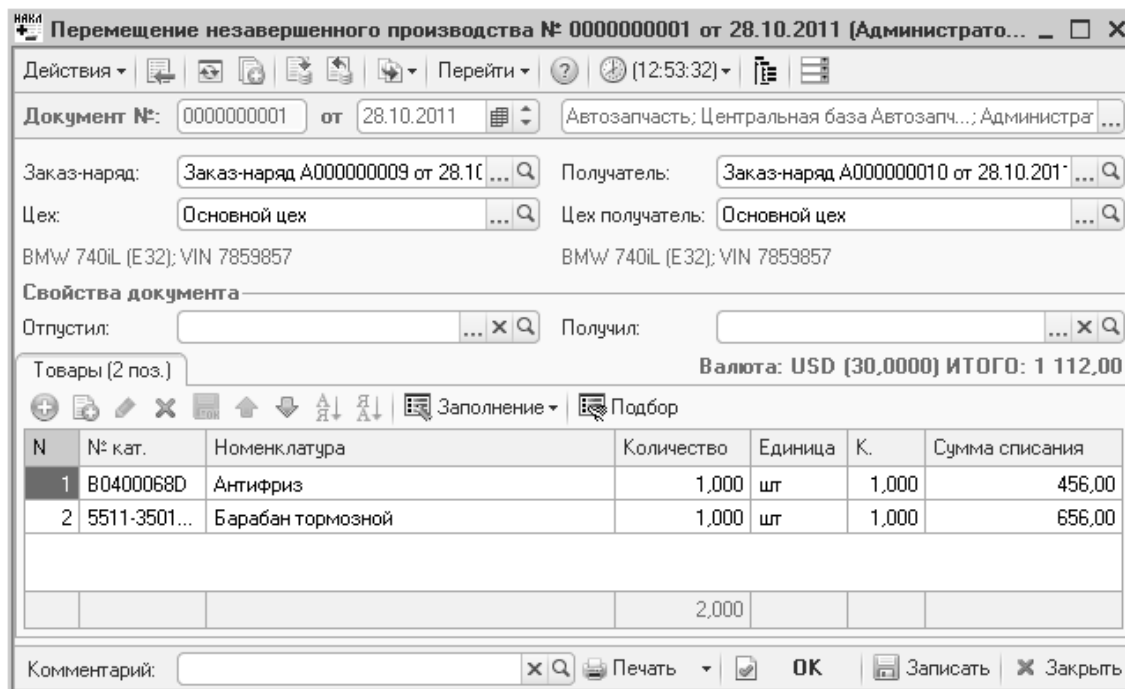 НАКЛ Перемещение незавершенного производства № 0000000001 от 28.10.2011 (Администрато...
Действия Перейти (12:53:32)
Документ №: 0000000001 от 28.10.2011 Автозапчасть; Центральная база Автозапч...; Администрат ...
Заказ-наряд: Заказ-наряд А000000009 от 28.10 ... Получатель: Заказ-наряд А000000010 от 28.10.201 ...
Цех: Основной цех ... Цех получатель: Основной цех ...
BMW 740iL (E32); VIN 7859857 BMW 740iL (E32); VIN 7859857
Свойства документа
Отпустил: ... Получил: ...
Товары (2 поз.) Валюта: USD (30,0000) ИТОГО: 1 112,00
Заполнение Подбор
N № кат. Номенклатура Количество Единица К. Сумма списания
1 B0400068D Антифриз 1,000 шт 1,000 456,00
2 5511-3501... Барабан тормозной 1,000 шт 1,000 656,00
2,000
Комментарий: Печать OK Записать Закрыть